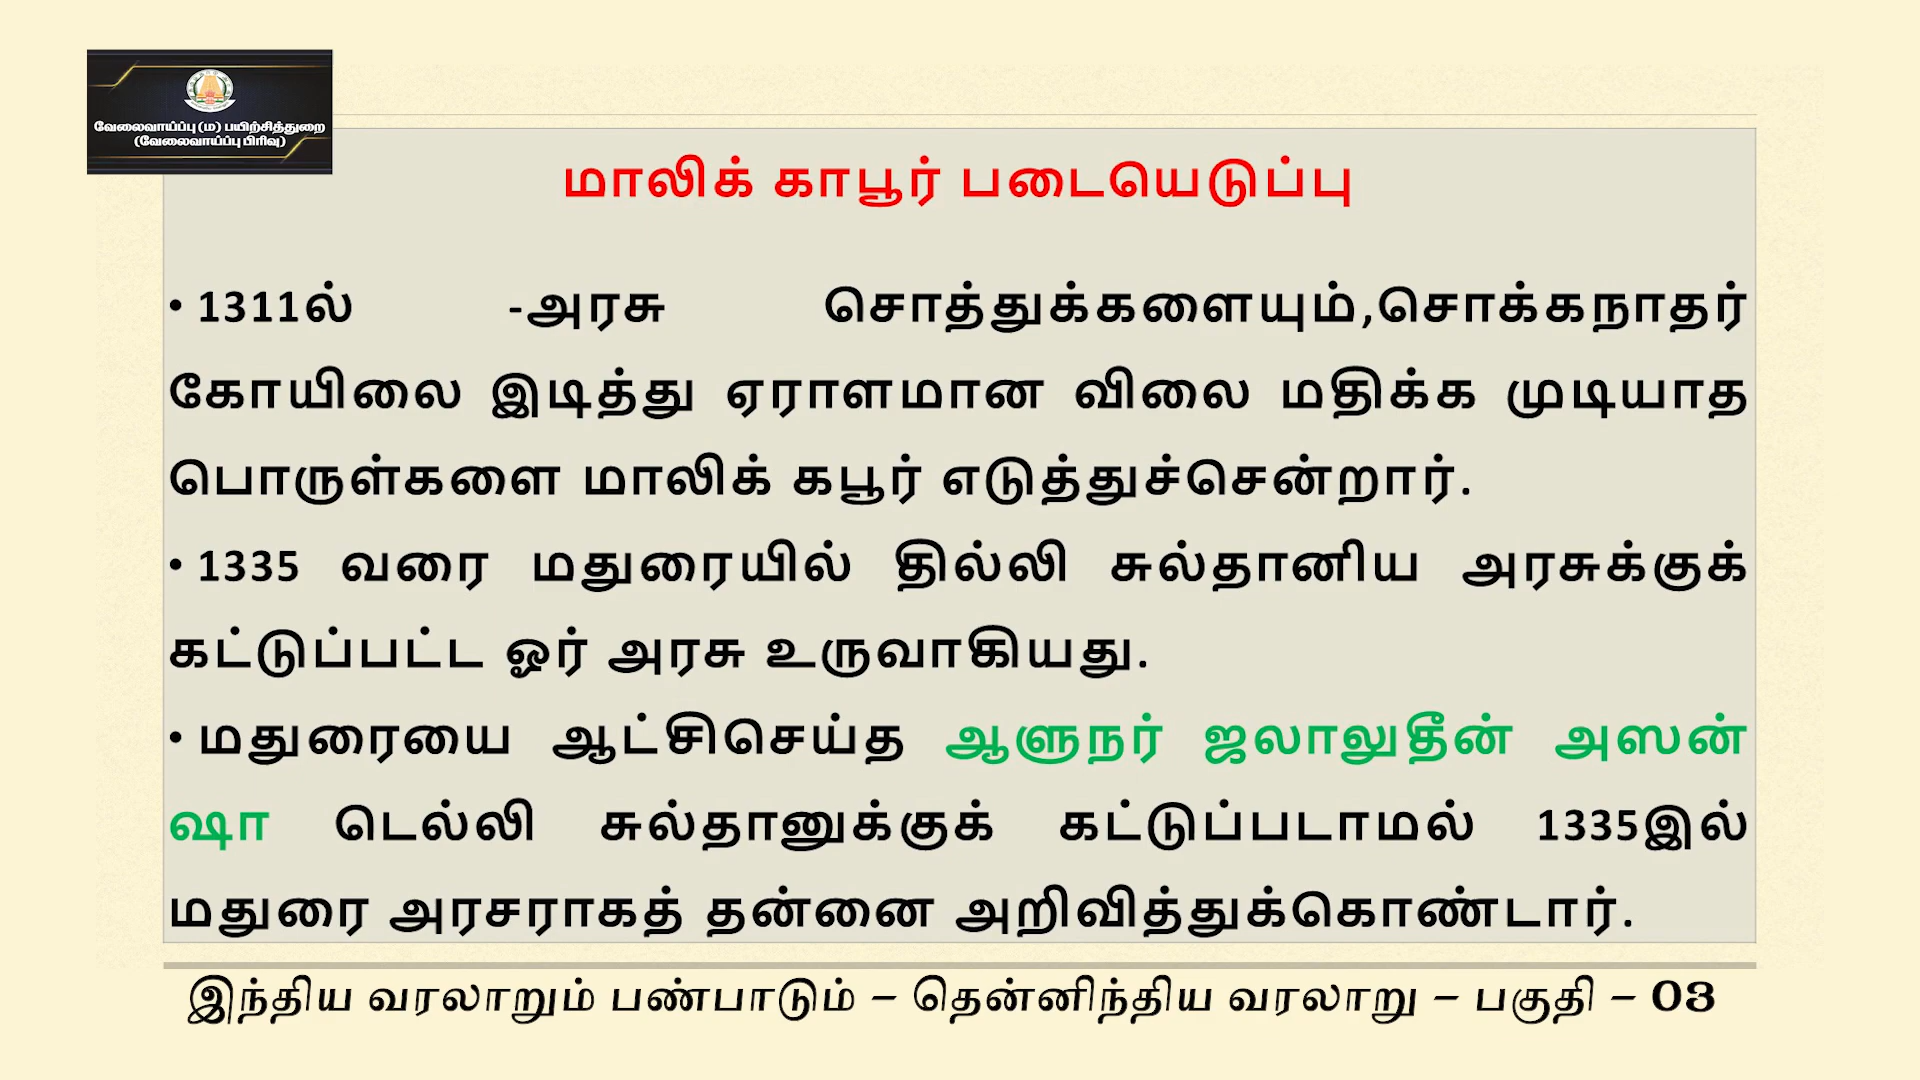 வேலைவாய்ப்பு (ம) பயிற்சித்துறை
(வேலைவாய்ப்பு பிரிவு)
மாலிக் காபூர் படையெடுப்பு
• 1311ல் -அரசு சொத்துக்களையும்,சொக்கநாதர்
கோயிலை இடித்து ஏராளமான விலை மதிக்க முடியாத
பொருள்களை மாலிக் கபூர் எடுத்துச்சென்றார்.
• 1335 வரை மதுரையில் தில்லி சுல்தானிய அரசுக்குக்
கட்டுப்பட்ட ஓர் அரசு உருவாகியது.
• மதுரையை ஆட்சிசெய்த ஆளுநர் ஜலாலுதீன் அஸன்
ஷா டெல்லி சுல்தானுக்குக் கட்டுப்படாமல் 1335இல்
மதுரை அரசராகத் தன்னை அறிவித்துக்கொண்டார்.
இந்திய வரலாறும் பண்பாடும் – தென்னிந்திய வரலாறு – பகுதி – 03